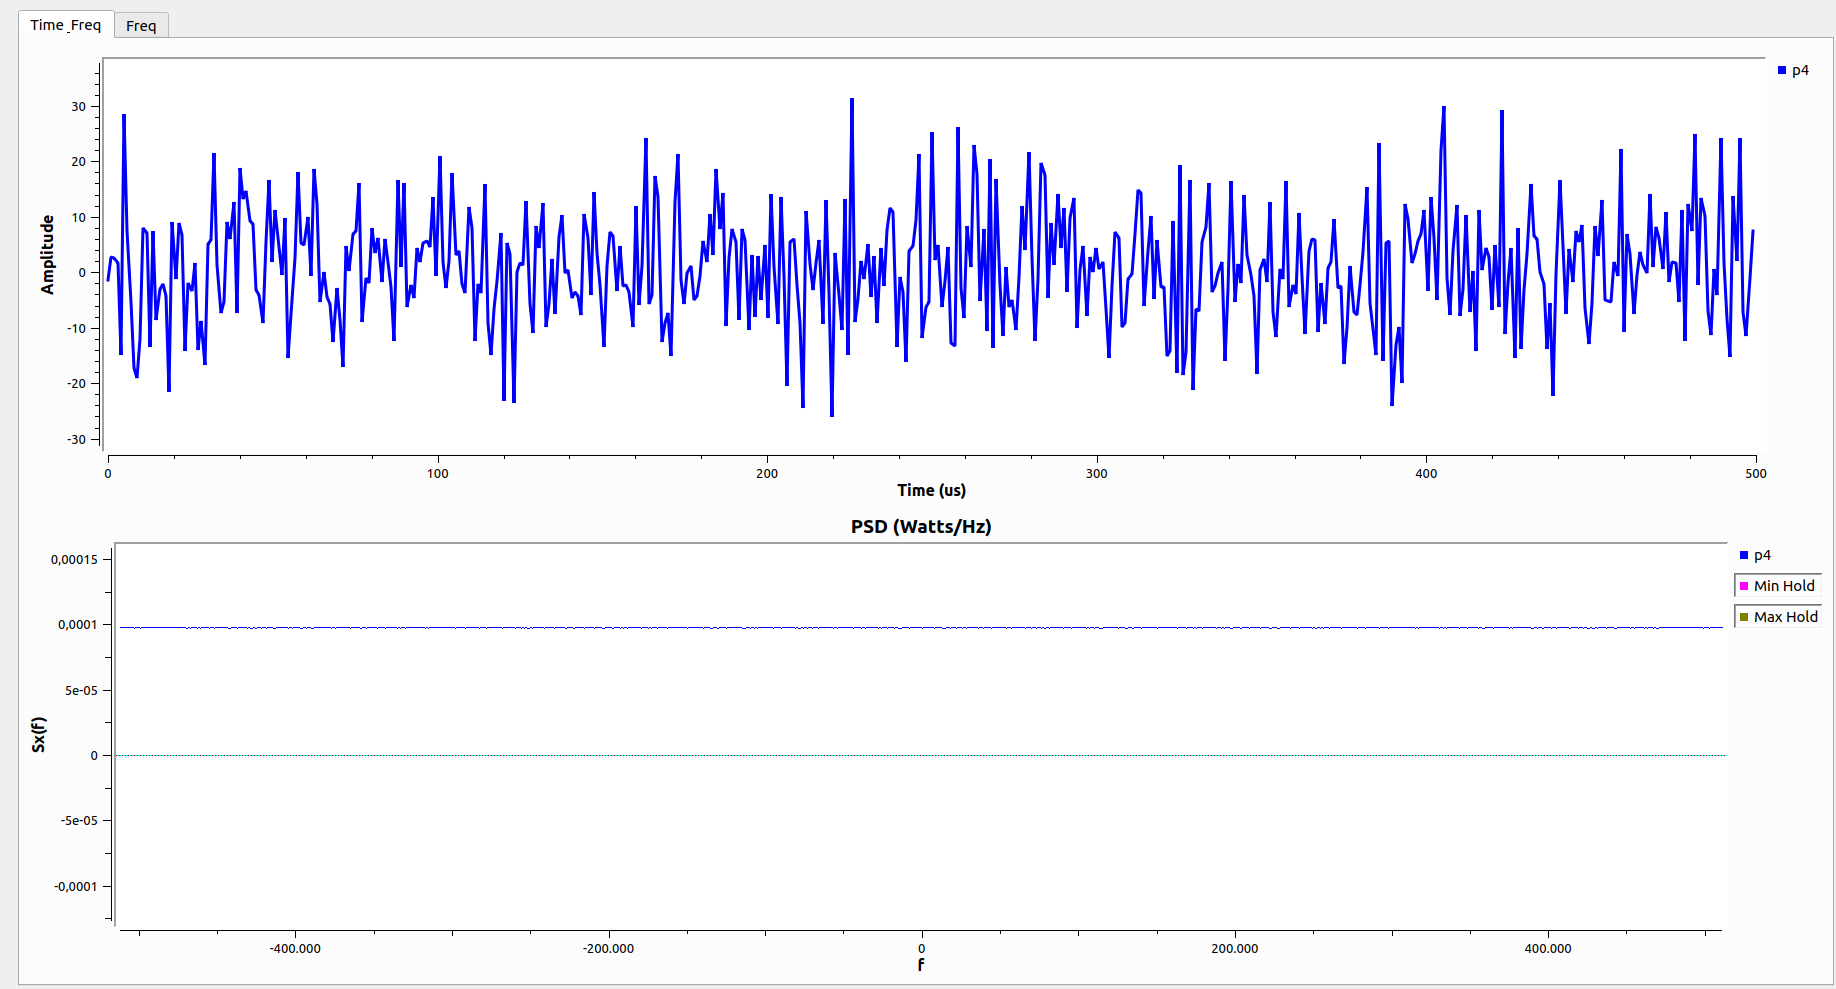 Time_Freq
Freq
p4
30
20
10
0
-10
-20
-30
Amplitude
0
100
200
300
400
500
Time (us)
PSD (Watts/Hz)
p4
Min Hold
Max Hold
0,00015
0,0001
5e-05
0
-5e-05
-0,0001
Sx(f)
-400.000
-200.000
0
200.000
400.000
f